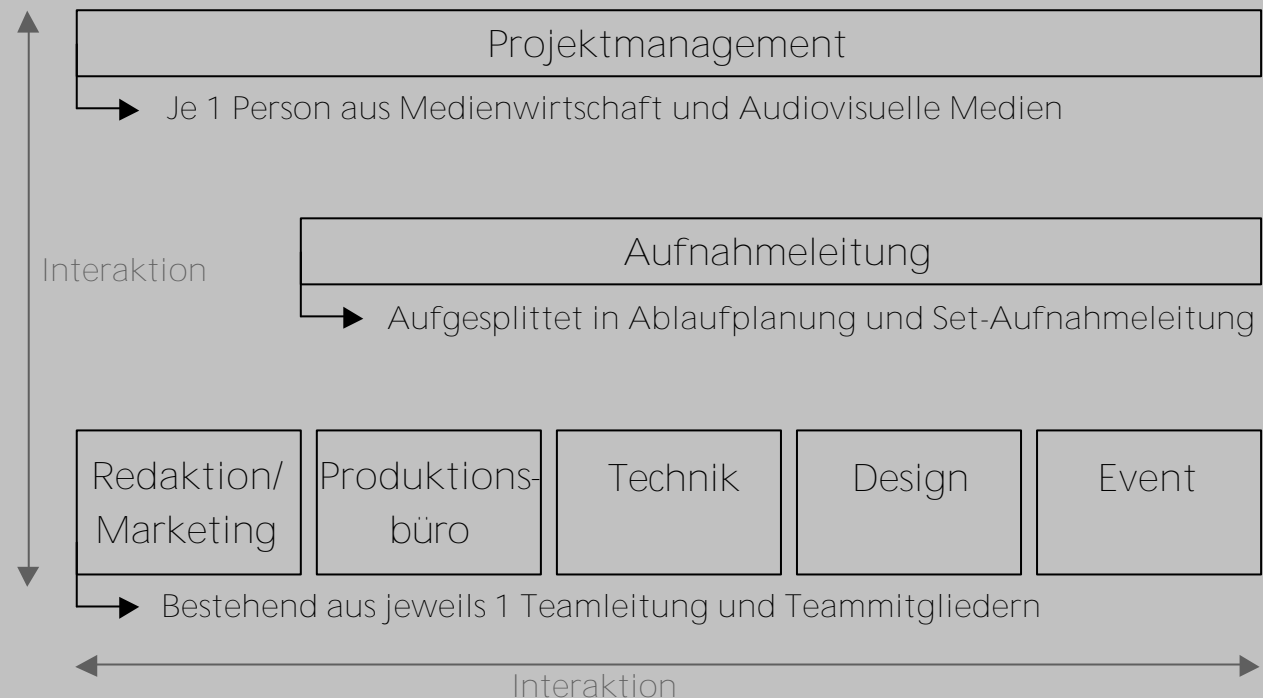 Projektmanagement
Je 1 Person aus Medienwirtschaft und Audiovisuelle Medien
Aufnahmeleitung
Interaktion
Aufgesplittet in Ablaufplanung und Set-Aufnahmeleitung
Redaktion/
Marketing
Produktions-
büro
Technik
Design
Event
Bestehend aus jeweils 1 Teamleitung und Teammitgliedern
Interaktion